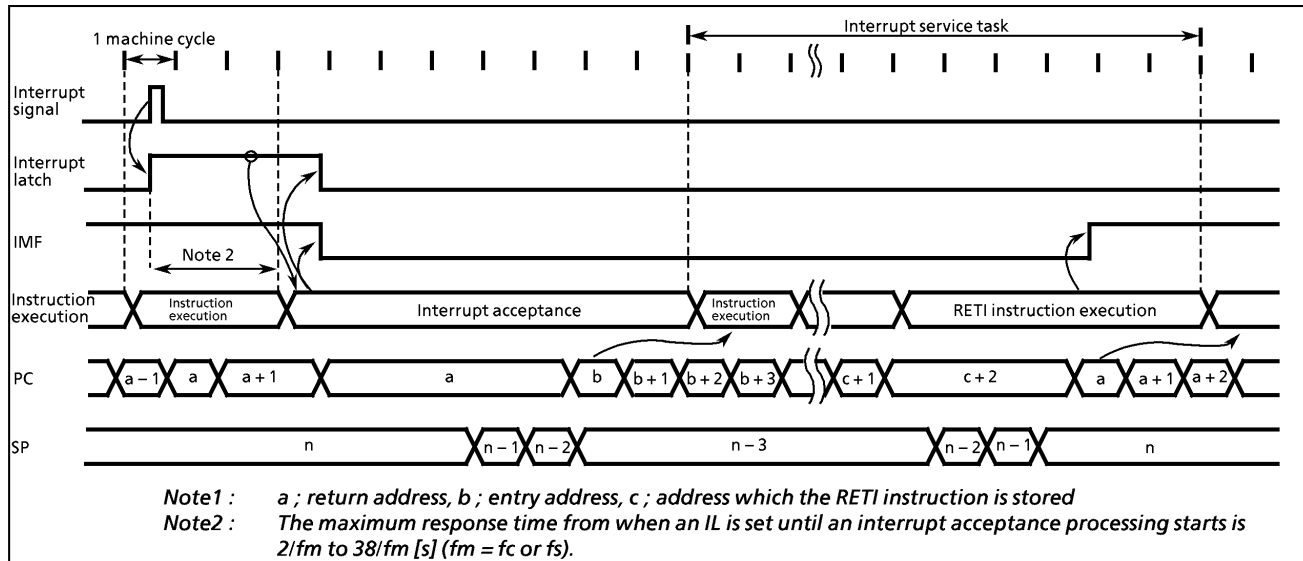 Interrupt service task
1 machine cycle
Interrupt
signal
Interrupt
latch
IMF
Note 2
Instruction
execution
Instruction
execution
Interrupt acceptance
Instruction
execution
RETI instruction execution
PC
a – 1
a
a + 1
a
b
b + 1
b + 2
b + 3
c + 1
c + 2
a
a + 1
a + 2
SP
n
n – 1
n – 2
n – 3
n – 2
n – 1
n
Note1 : a ; return address, b ; entry address, c ; address which the RETI instruction is stored
Note2 : The maximum response time from when an IL is set until an interrupt acceptance processing starts is
2/fm to 38/fm [s] (fm = fc or fs).